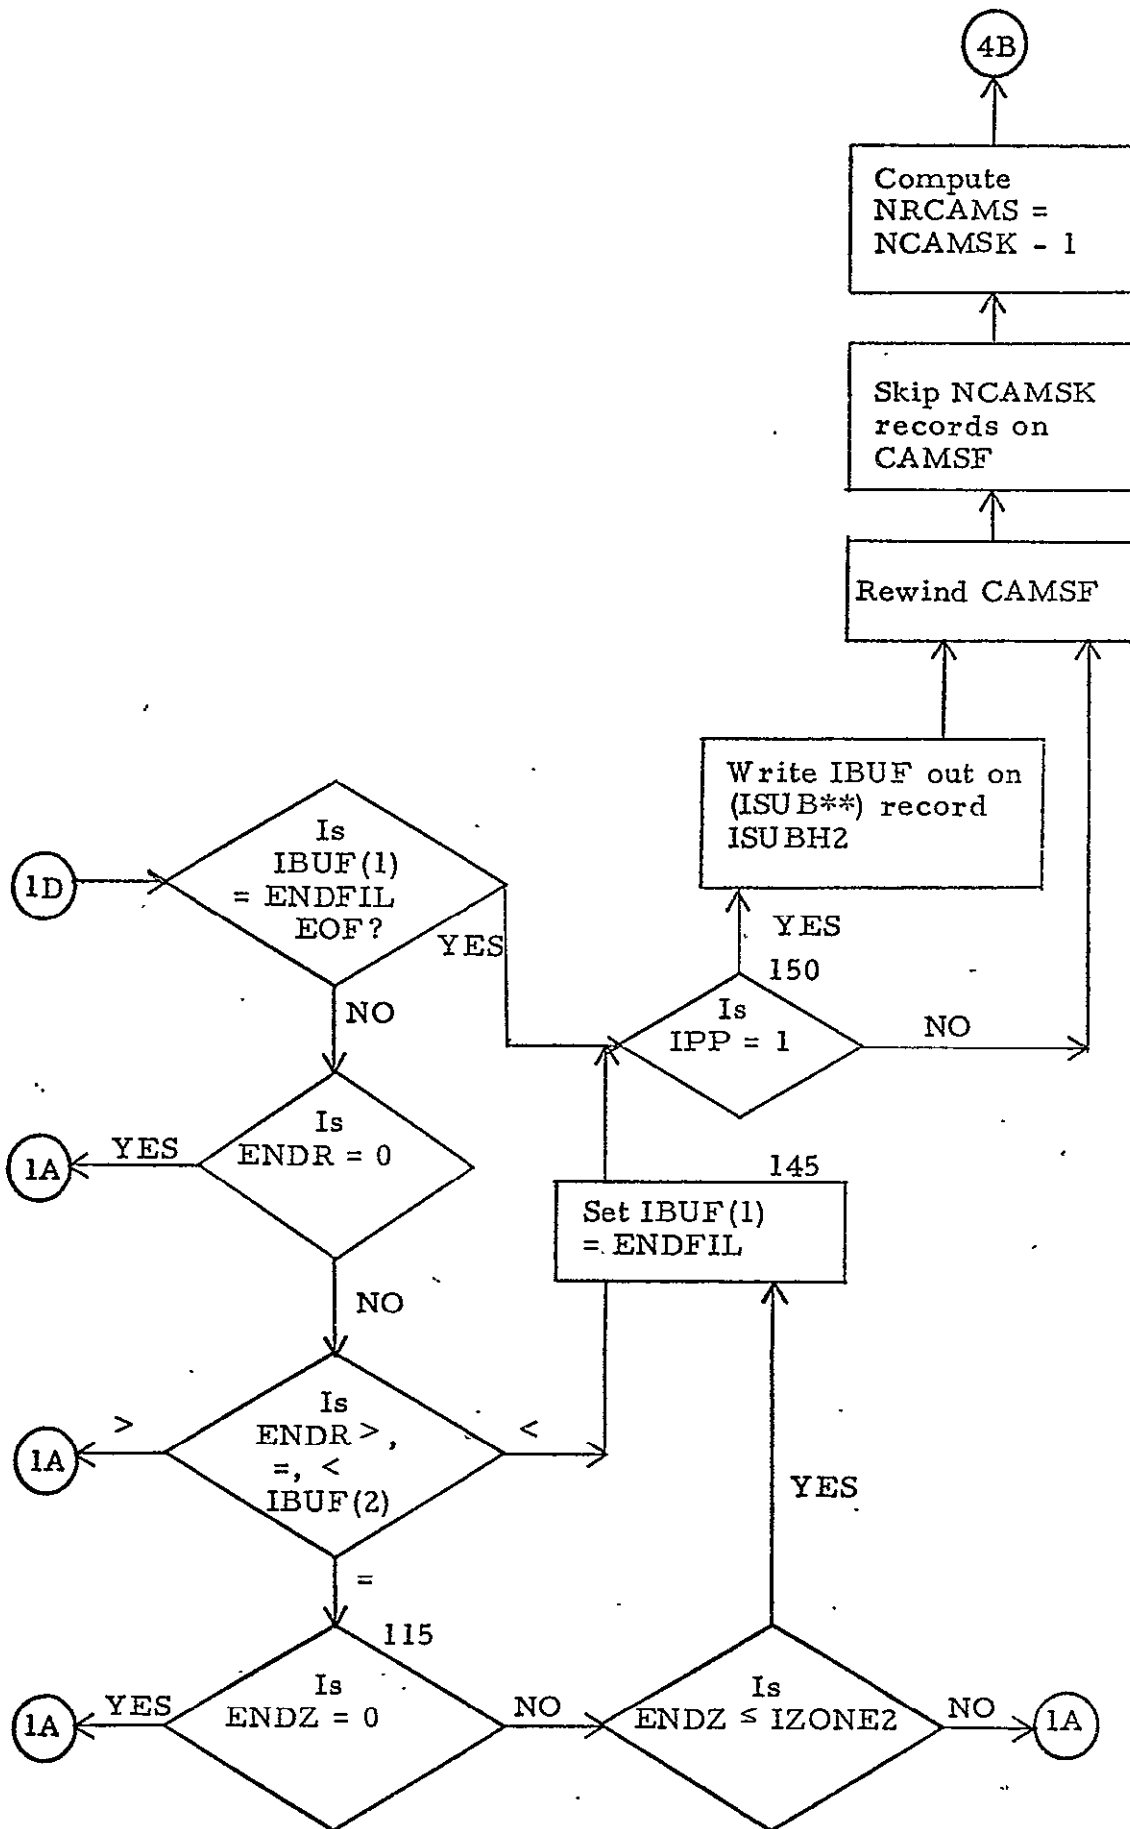 4B
Compute
NRCAMS =
NCAMSK - 1
Skip NCAMSK
records on
CAMSF
Rewind CAMSF
Write IBUF out on
(ISUB**) record
ISUBH2
YES
150
Is
IPP = 1
NO
1D
Is
IBUF(1)
= ENDFIL
EOF?
YES
NO
Is
ENDR = 0
YES
1A
NO
145
Set IBUF(1)
= ENDFIL
Is
ENDR >,
=, <
IBUF(2)
>
1A
<
=
YES
115
Is
ENDZ = 0
YES
1A
NO
Is
ENDZ ≤ IZONE2
NO
1A